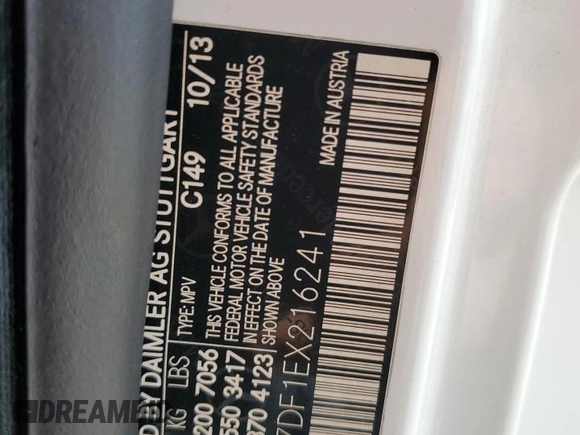 D BY DAIMLER AG STUTTGART
C149 10/13
KG LBS TYPE: MPV
200 7056 THIS VEHICLE CONFORMS TO ALL APPLICABLE
550 3417 FEDERAL MOTOR VEHICLE SAFETY STANDARDS
IN EFFECT ON THE DATE OF MANUFACTURE
870 4123 SHOWN ABOVE
7DF1EX216241
MADE IN AUSTRIA
DREAMED